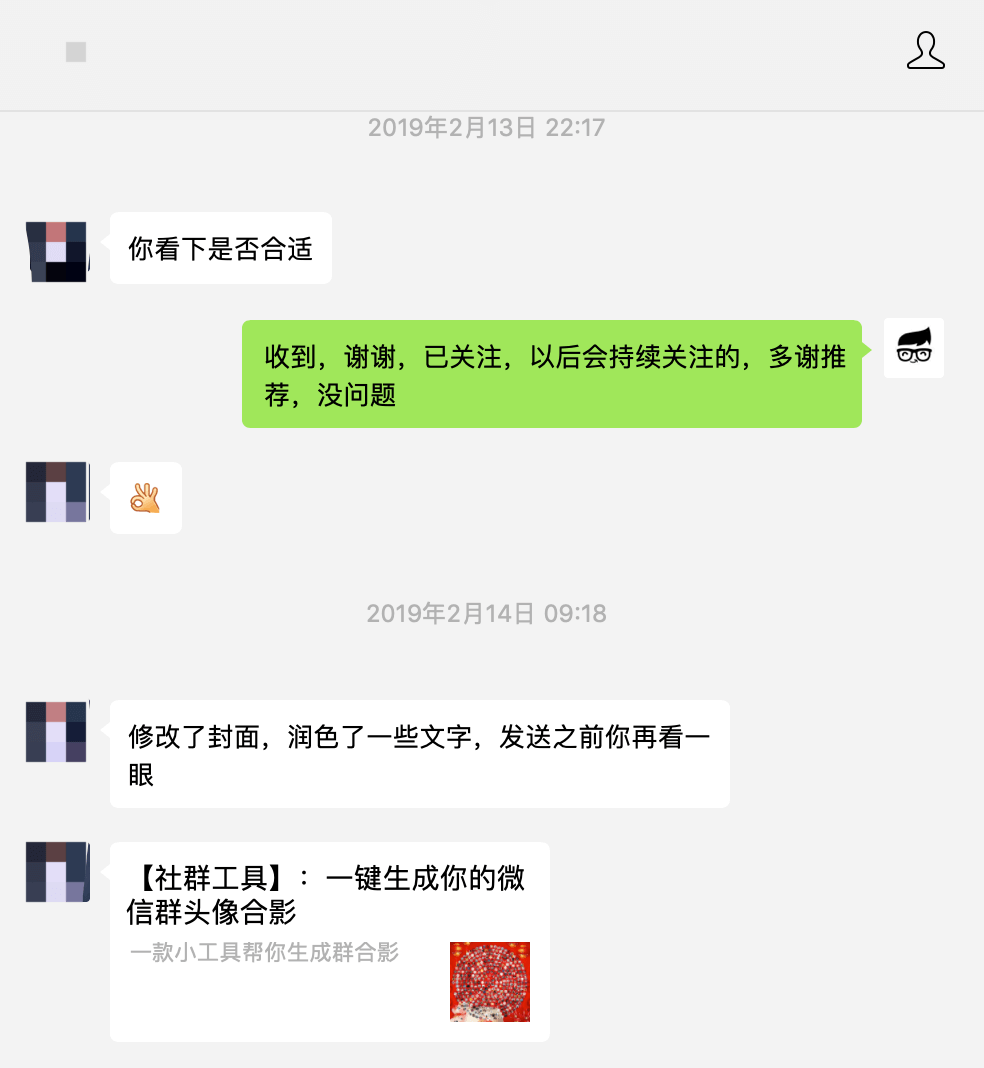 2019年2月13日 22:17
你看下是否合适
收到，谢谢，已关注，以后会持续关注的，多谢推
荐，没问题
2019年2月14日 09:18
修改了封面，润色了一些文字，发送之前你再看一
眼
【社群工具】：一键生成你的微
信群头像合影
一款小工具帮你生成群合影